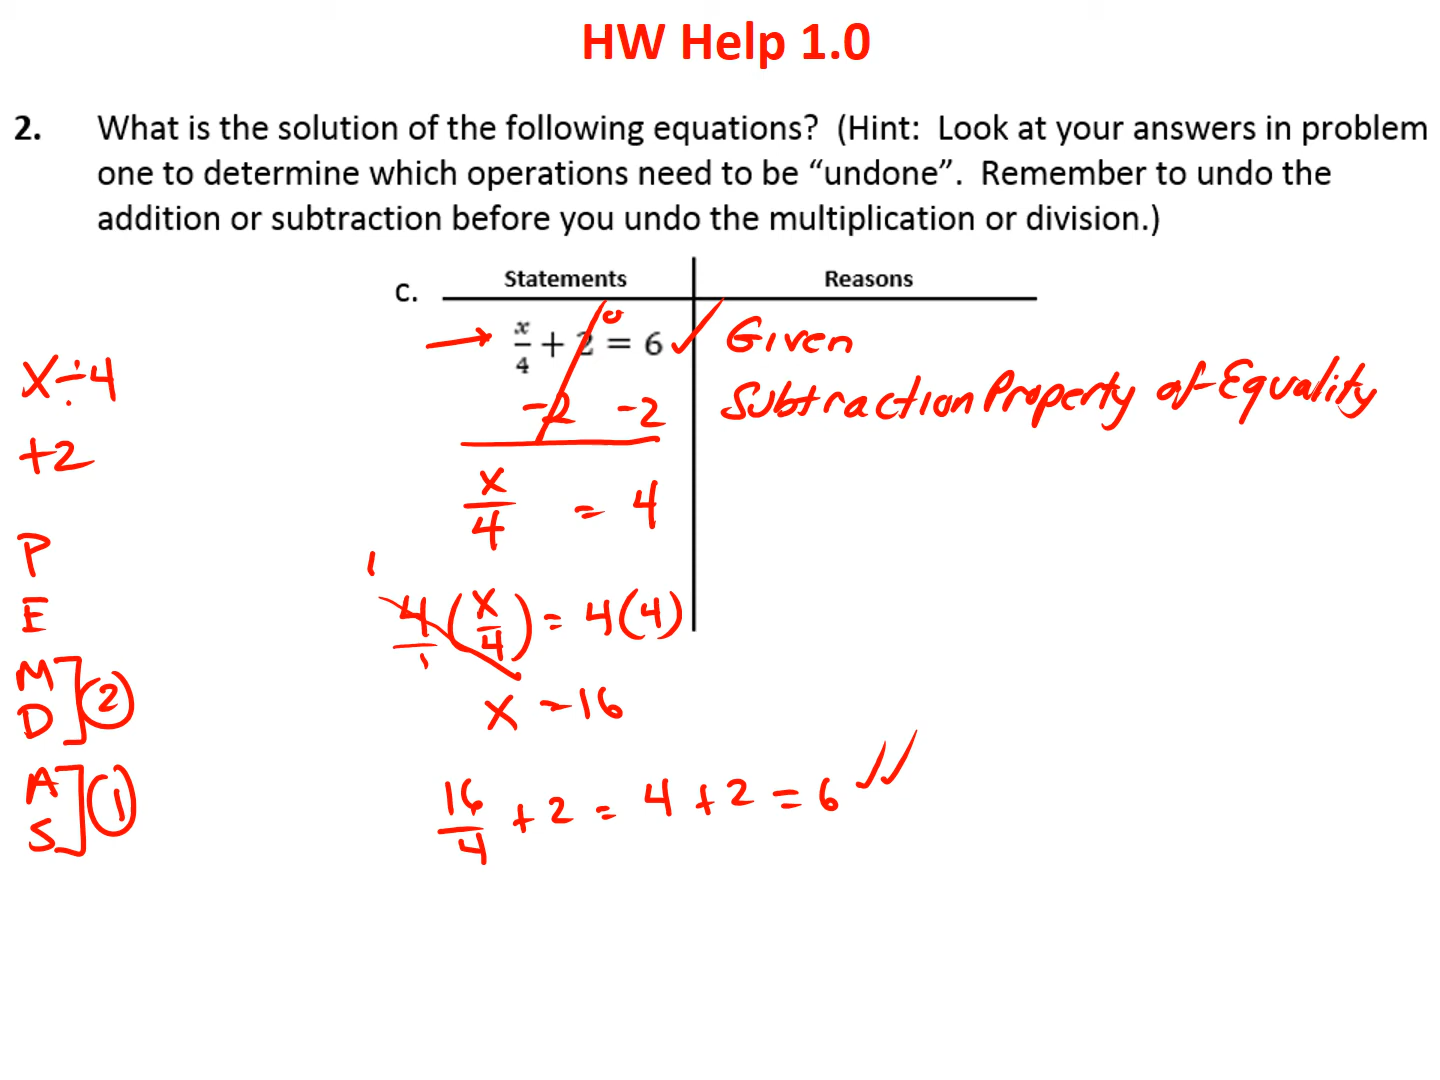 HW Help 1.0
2. What is the solution of the following equations? (Hint: Look at your answers in problem
one to determine which operations need to be “undone”. Remember to undo the
addition or subtraction before you undo the multiplication or division.)
c. Statements Reasons
x/4 + 2 = 6 Given
0
-2 -2 Subtraction Property of Equality
x/4 = 4
1
4/1 (x/4) = 4(4)
x = 16
16/4 + 2 = 4 + 2 = 6
x÷4
+2
P
E
M
D 2
A
S 1